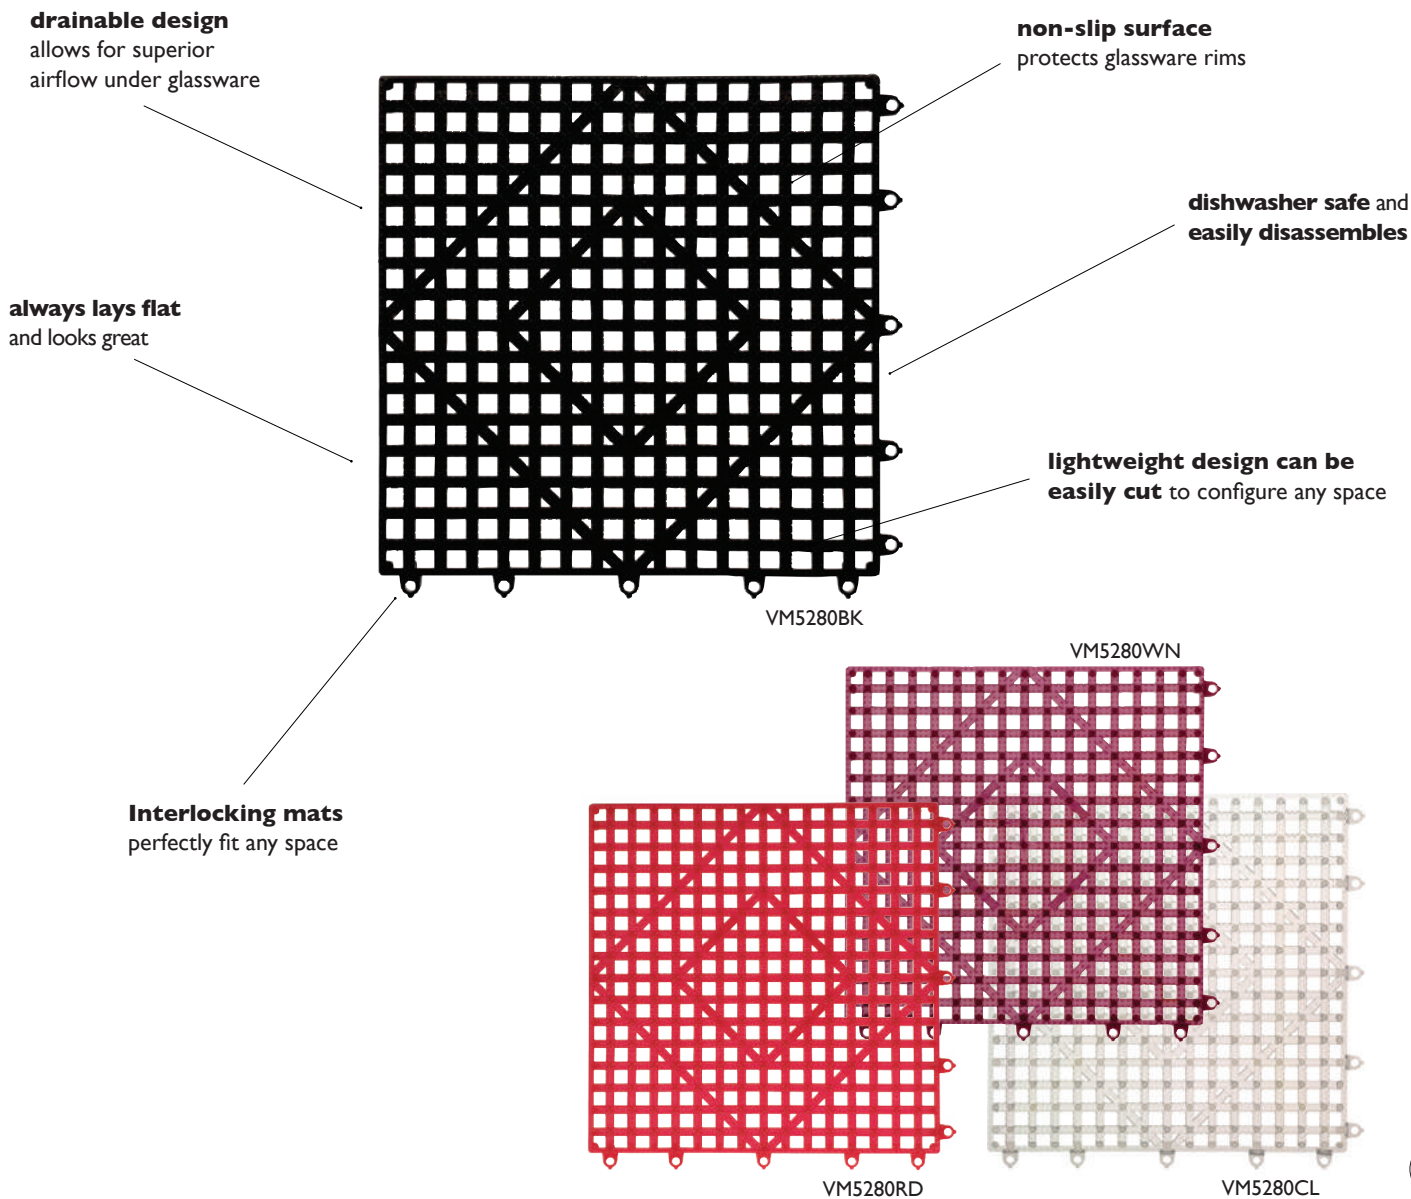 drainable design
allows for superior
airflow under glassware
non-slip surface
protects glassware rims
dishwasher safe and
easily disassembles
always lays flat
and looks great
lightweight design can be
easily cut to configure any space
VM5280BK
VM5280WN
Interlocking mats
perfectly fit any space
VM5280RD
VM5280CL